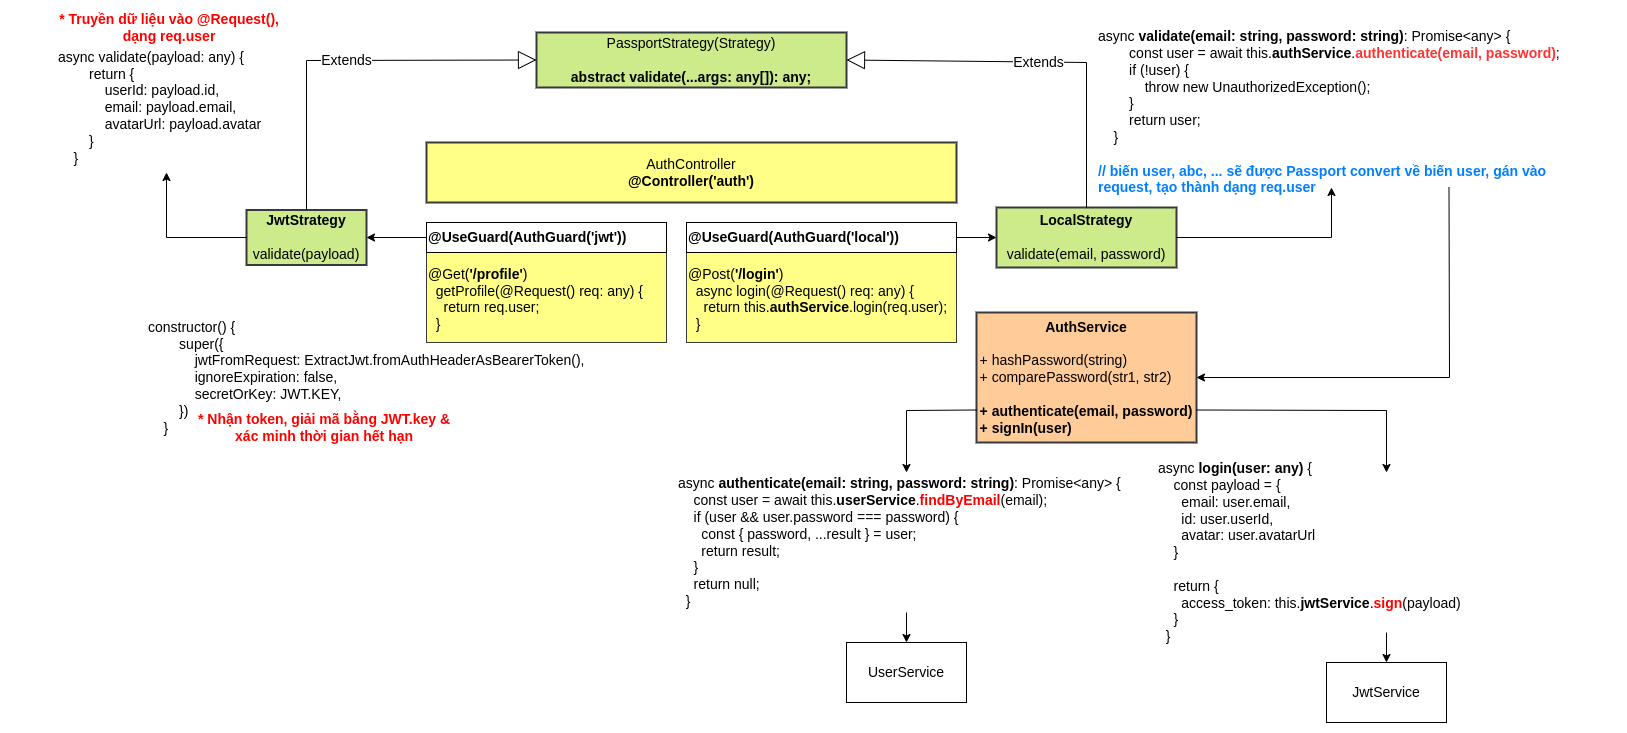 * Truyền dữ liệu vào @Request(),
dạng req.user
async validate(payload: any) {
return {
userId: payload.id,
email: payload.email,
avatarUrl: payload.avatar
}
}
Extends
PassportStrategy(Strategy)
abstract validate(...args: any[]): any;
Extends
async validate(email: string, password: string): Promise<any> {
const user = await this.authService.authenticate(email, password);
if (!user) {
throw new UnauthorizedException();
}
return user;
}
// biến user, abc, ... sẽ được Passport convert về biến user, gán vào
request, tạo thành dạng req.user
AuthController
@Controller('auth')
JwtStrategy
validate(payload)
@UseGuard(AuthGuard('jwt'))
@Get('/profile')
getProfile(@Request() req: any) {
return req.user;
}
@UseGuard(AuthGuard('local'))
@Post('/login')
async login(@Request() req: any) {
return this.authService.login(req.user);
}
LocalStrategy
validate(email, password)
constructor() {
super({
jwtFromRequest: ExtractJwt.fromAuthHeaderAsBearerToken(),
ignoreExpiration: false,
secretOrKey: JWT.KEY,
})
}
* Nhận token, giải mã bằng JWT.key &
xác minh thời gian hết hạn
AuthService
+ hashPassword(string)
+ comparePassword(str1, str2)
+ authenticate(email, password)
+ signIn(user)
async authenticate(email: string, password: string): Promise<any> {
const user = await this.userService.findByEmail(email);
if (user && user.password === password) {
const { password, ...result } = user;
return result;
}
return null;
}
UserService
async login(user: any) {
const payload = {
email: user.email,
id: user.userId,
avatar: user.avatarUrl
}
return {
access_token: this.jwtService.sign(payload)
}
}
JwtService